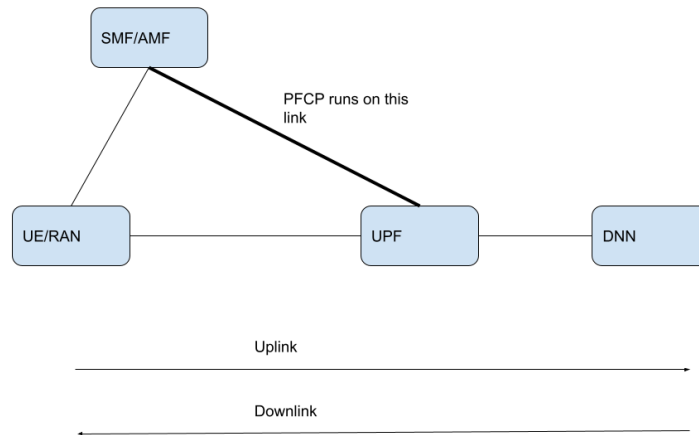 SMF/AMF
PFCP runs on this
link
UE/RAN
UPF
DNN
Uplink
Downlink